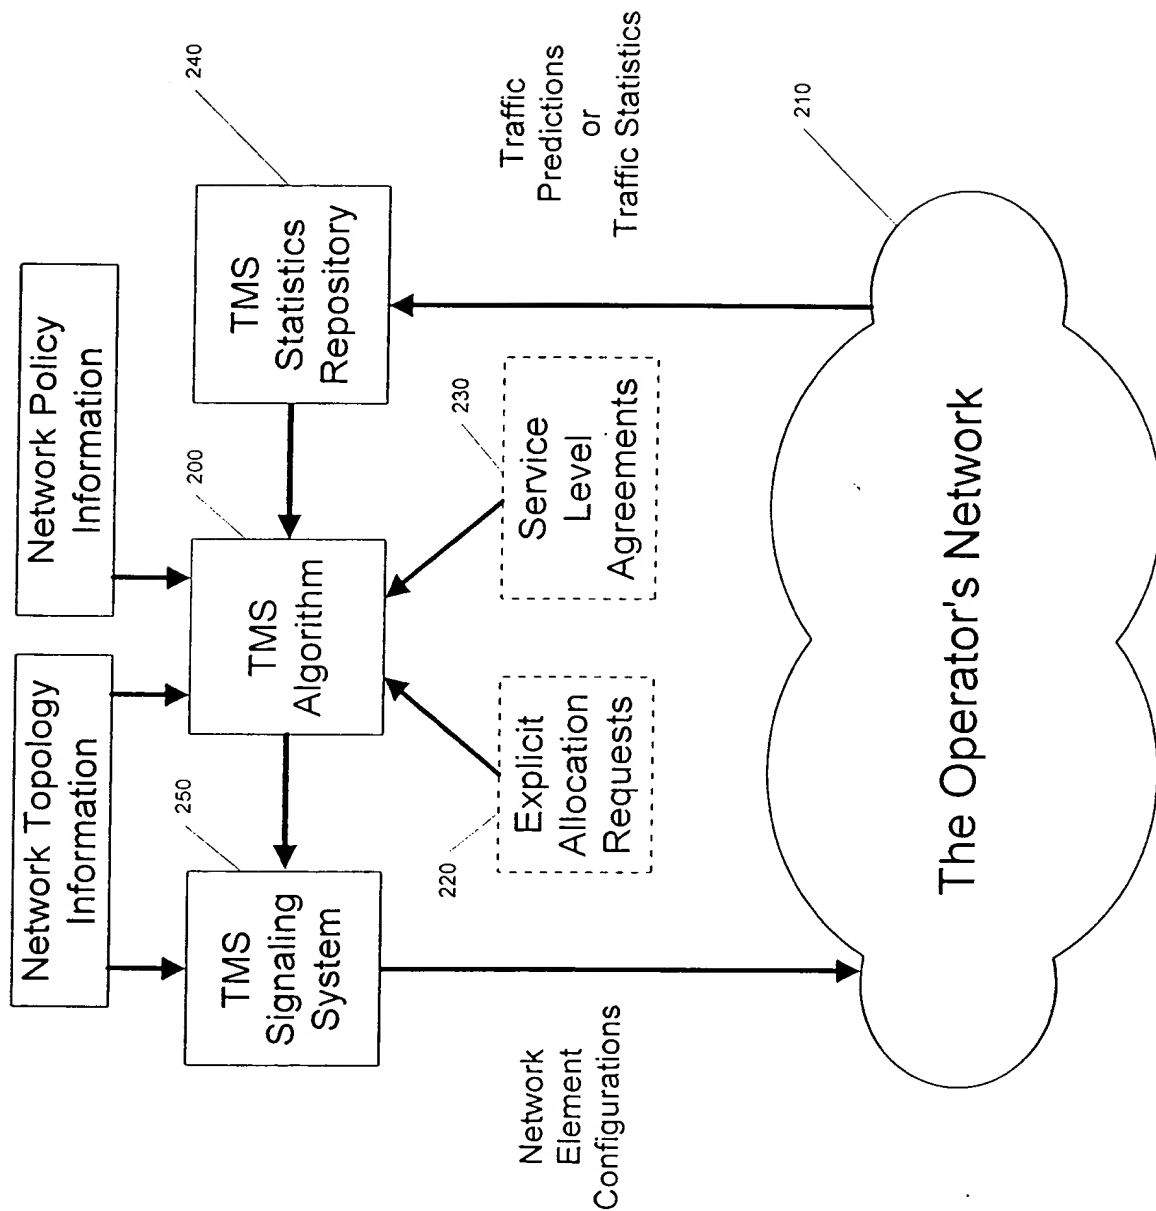 Network Topology
Information
Network Policy
Information
250
200
240
TMS
Signaling
System
TMS
Algorithm
TMS
Statistics
Repository
220
230
Network
Element
Configurations
Explicit
Allocation
Requests
Service
Level
Agreements
Traffic
Predictions
or
Traffic Statistics
210
The Operator's Network